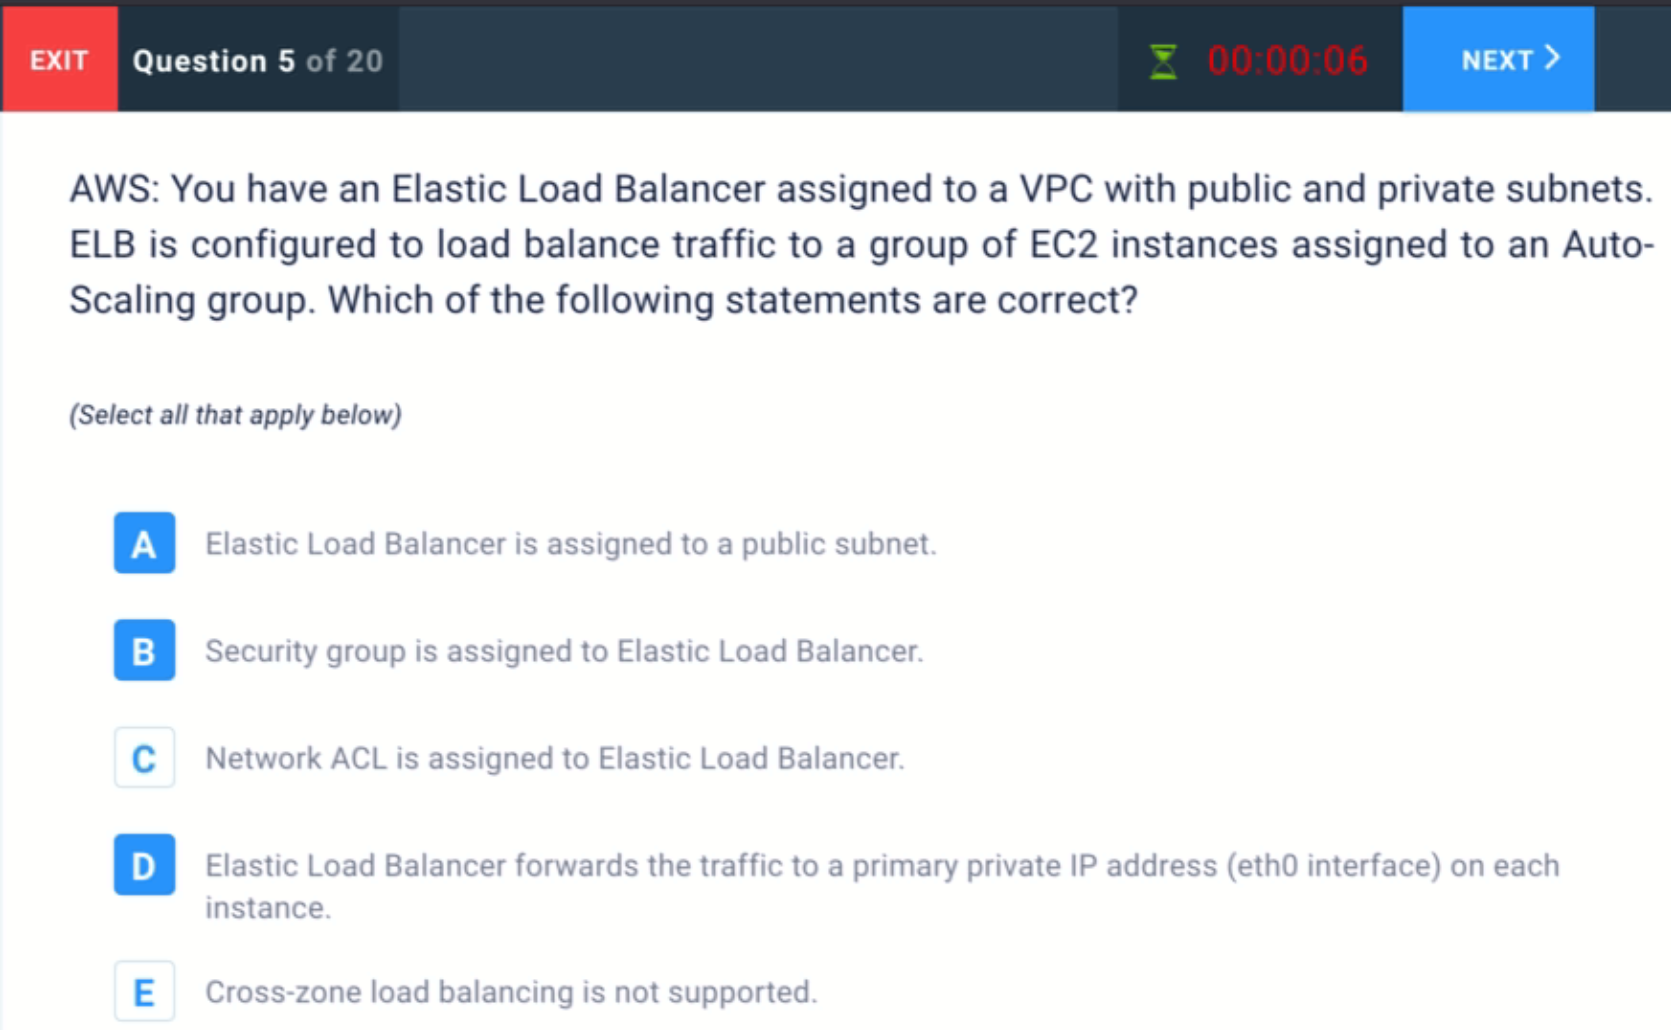 EXIT Question 5 of 20 00:00:06 NEXT
AWS: You have an Elastic Load Balancer assigned to a VPC with public and private subnets.
ELB is configured to load balance traffic to a group of EC2 instances assigned to an Auto-
Scaling group. Which of the following statements are correct?
(Select all that apply below)
A Elastic Load Balancer is assigned to a public subnet.
B Security group is assigned to Elastic Load Balancer.
C Network ACL is assigned to Elastic Load Balancer.
D Elastic Load Balancer forwards the traffic to a primary private IP address (eth0 interface) on each
instance.
E Cross-zone load balancing is not supported.